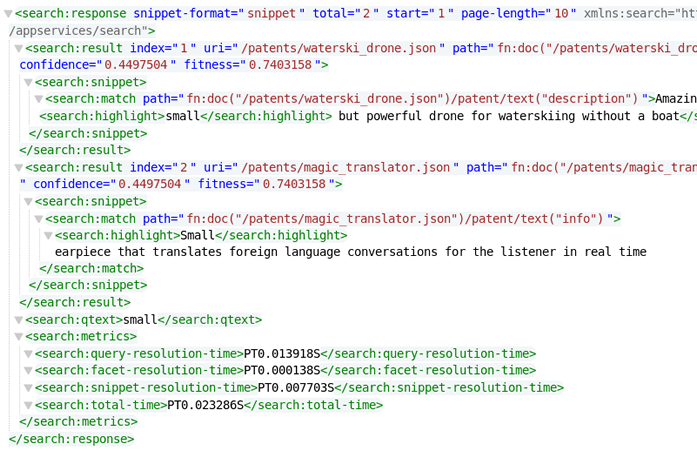 <search:response snippet-format="snippet" total="2" start="1" page-length="10" xmlns:search="
/appservices/search">
<search:result index="1" uri="/patents/waterski_drone.json" path="fn:doc("/patents/waterski_dro
confidence="0.4497504" fitness="0.7403158">
<search:snippet>
<search:match path="fn:doc("/patents/waterski_drone.json")/patent/text("description")">Amazin
<search:highlight>small</search:highlight> but powerful drone for waterskiing without a boat</s
</search:snippet>
</search:result>
<search:result index="2" uri="/patents/magic_translator.json" path="fn:doc("/patents/magic_tran
" confidence="0.4497504" fitness="0.7403158">
<search:snippet>
<search:match path="fn:doc("/patents/magic_translator.json")/patent/text("info")">
<search:highlight>Small</search:highlight>
earpiece that translates foreign language conversations for the listener in real time
</search:match>
</search:snippet>
</search:result>
<search:qtext>small</search:qtext>
<search:metrics>
<search:query-resolution-time>PT0.013918S</search:query-resolution-time>
<search:facet-resolution-time>PT0.000138S</search:facet-resolution-time>
<search:snippet-resolution-time>PT0.007703S</search:snippet-resolution-time>
<search:total-time>PT0.023286S</search:total-time>
</search:metrics>
</search:response>